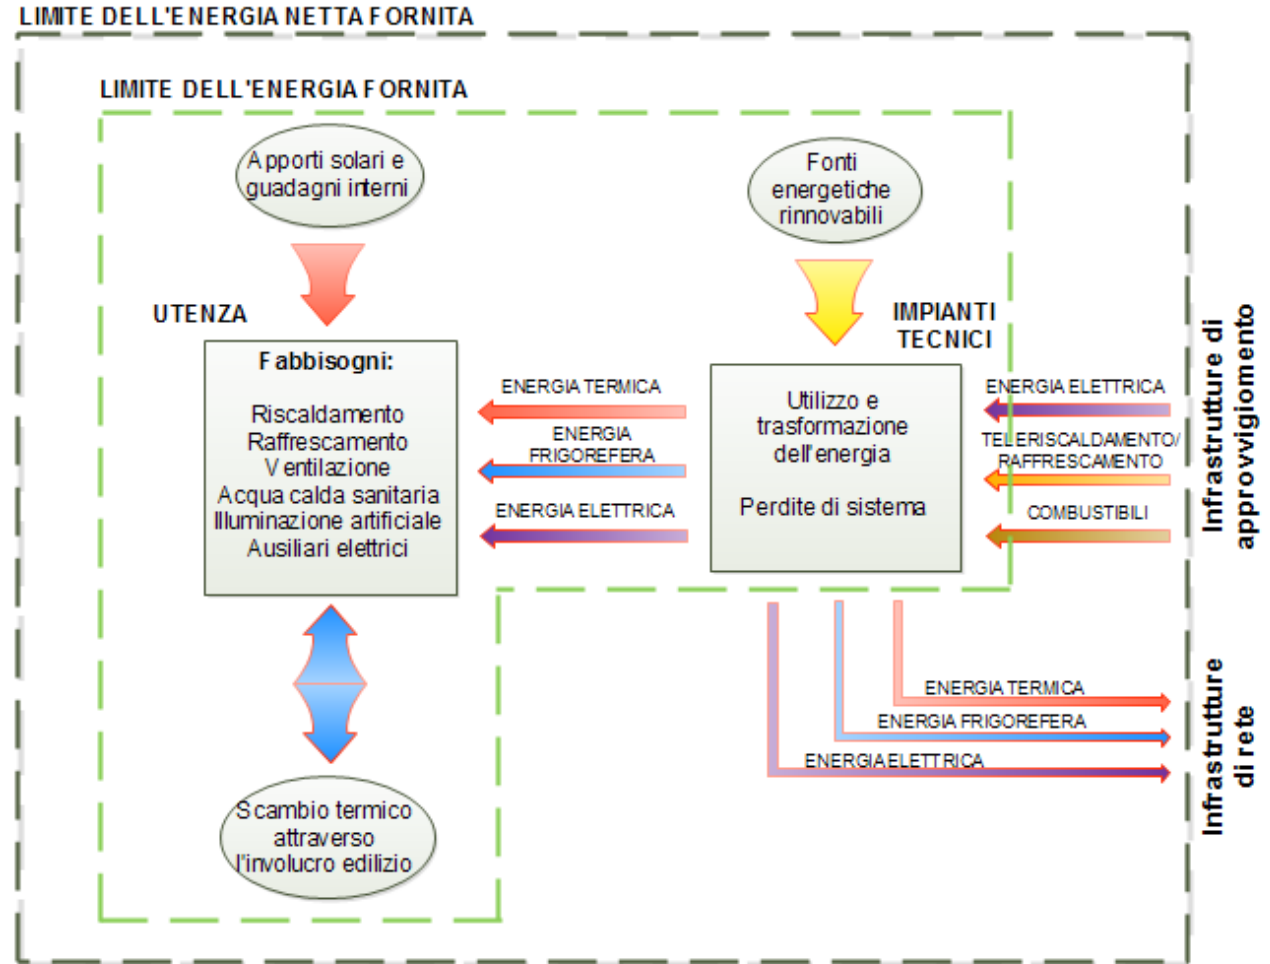 LIMITE DELL'ENERGIA NETTA FORNITA
LIMITE DELL'ENERGIA FORNITA
Apporti solari e
guadagni interni
Fonti
energetiche
rinnovabili
UTENZA
IMPIANTI
TECNICI
Fabbisogni:
Riscaldamento
Raffrescamento
Ventilazione
Acqua calda sanitaria
Illuminazione artificiale
Ausiliari elettrici
ENERGIA TERMICA
ENERGIA
FRIGOREFERA
ENERGIA ELETTRICA
Utilizzo e
trasformazione
dell'energia
Perdite di sistema
ENERGIA ELETTRICA
TELERISCALDAMENTO/
RAFFRESCAMENTO
COMBUSTIBILI
Infrastrutture di
approvvigiomento
ENERGIA TERMICA
ENERGIA FRIGOREFERA
ENERGIA ELETTRICA
Infrastrutture
di rete
Scambio termico
attraverso
l'involucro edilizio